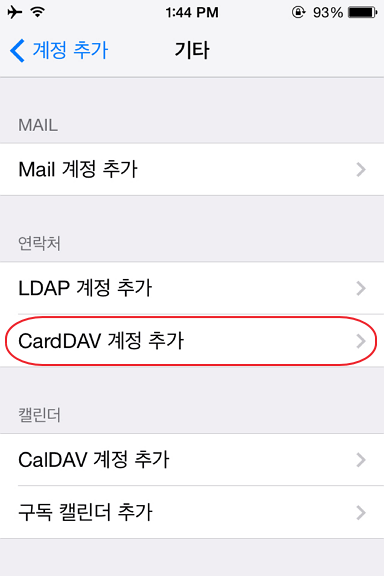 1:44 PM 93%
계정 추가 기타
MAIL
Mail 계정 추가
연락처
LDAP 계정 추가
CardDAV 계정 추가
캘린더
CalDAV 계정 추가
구독 캘린더 추가